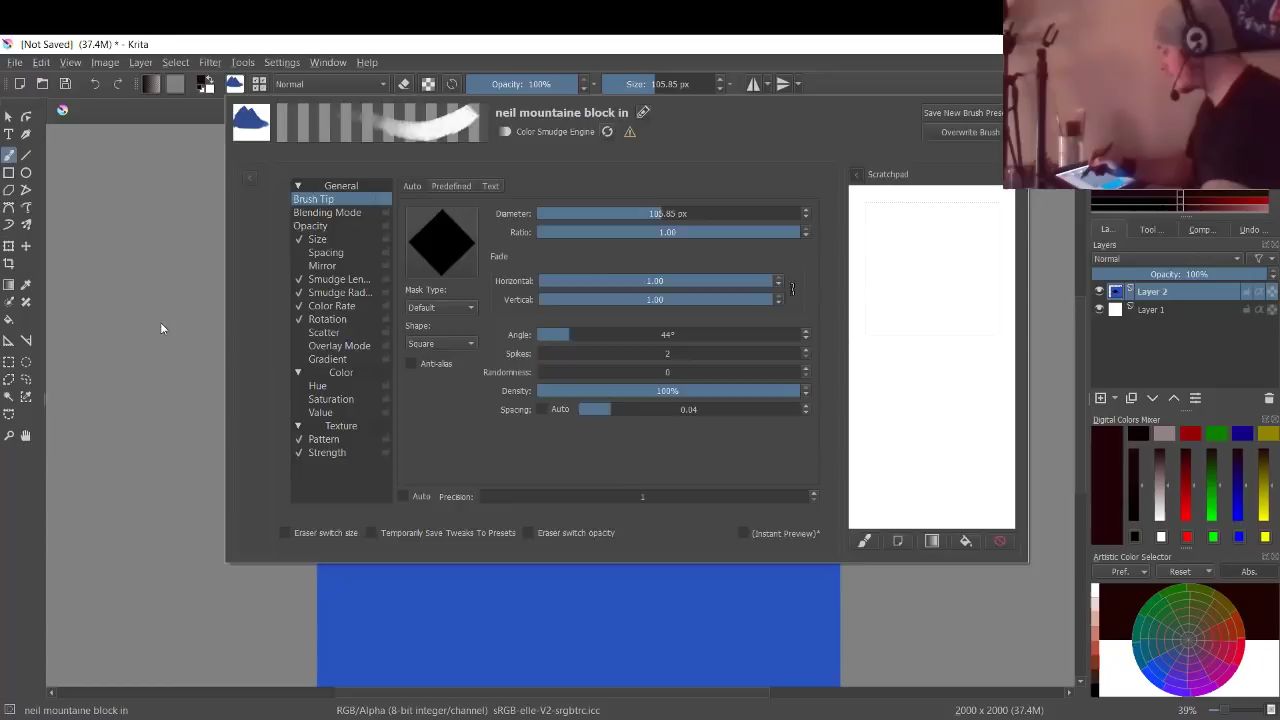 [Not Saved] (37.4M) * - Krita
File Edit View Image Layer Select Filter Tools Settings Window Help
Normal Opacity: 100% Size: 105.85 px
neil mountaine block in
Color Smudge Engine
Save New Brush Prese
Overwrite Brush
General
Brush Tip
Blending Mode
Opacity
Size
Spacing
Mirror
Smudge Len...
Smudge Rad...
Color Rate
Rotation
Scatter
Overlay Mode
Gradient
Color
Hue
Saturation
Value
Texture
Pattern
Strength
Auto Predefined Text
Mask Type:
Default
Shape:
Square
Anti-alias
Diameter: 105.85 px
Ratio: 1.00
Fade
Horizontal: 1.00
Vertical: 1.00
Angle: 44°
Spikes: 2
Randomness: 0
Density: 100%
Spacing: Auto 0.04
Auto Precision: 1
Eraser switch size Temporarily Save Tweaks To Presets Eraser switch opacity (Instant Preview)*
Scratchpad
La... Tool ... Comp... Undo ...
Layers
Normal
Opacity: 100%
Layer 2
Layer 1
Digital Colors Mixer
Artistic Color Selector
Pref. Reset Abs.
neil mountaine block in RGB/Alpha (8-bit integer/channel) sRGB-elle-V2-srgbtrc.icc 2000 x 2000 (37.4M) 39%